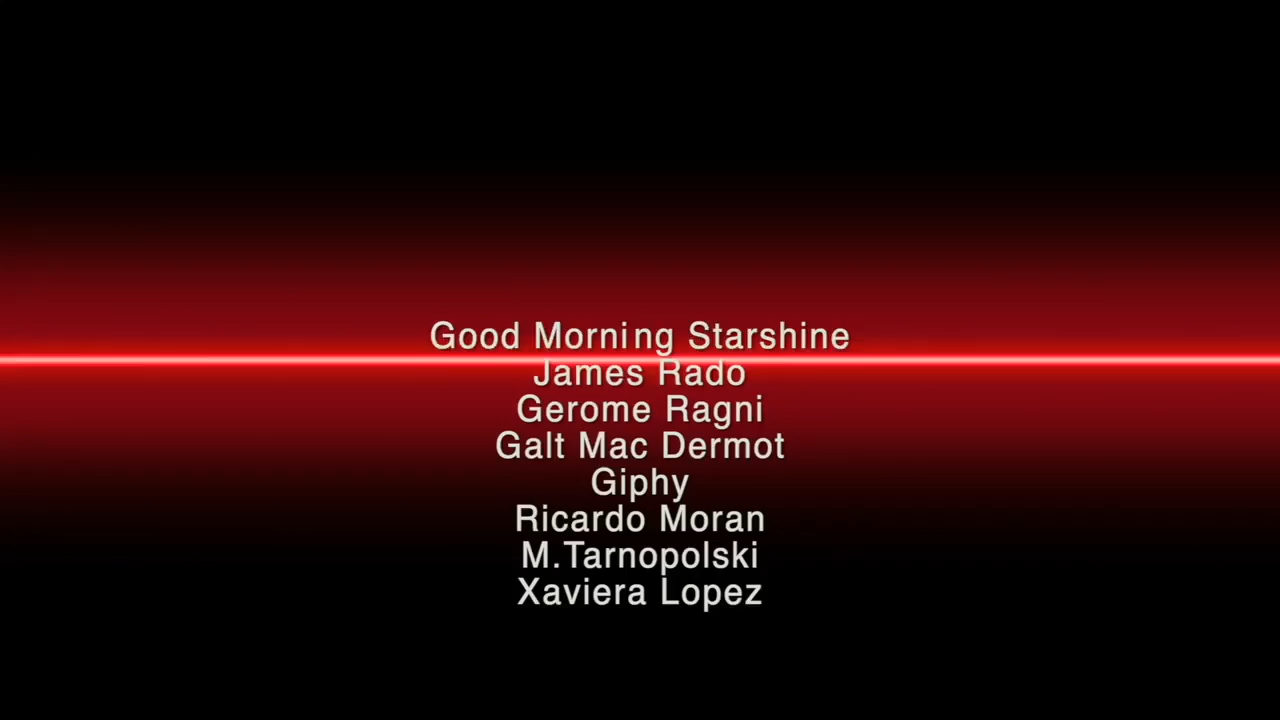 Good Morning Starshine
James Rado
Gerome Ragni
Galt Mac Dermot
Giphy
Ricardo Moran
M.Tarnopolski
Xaviera Lopez